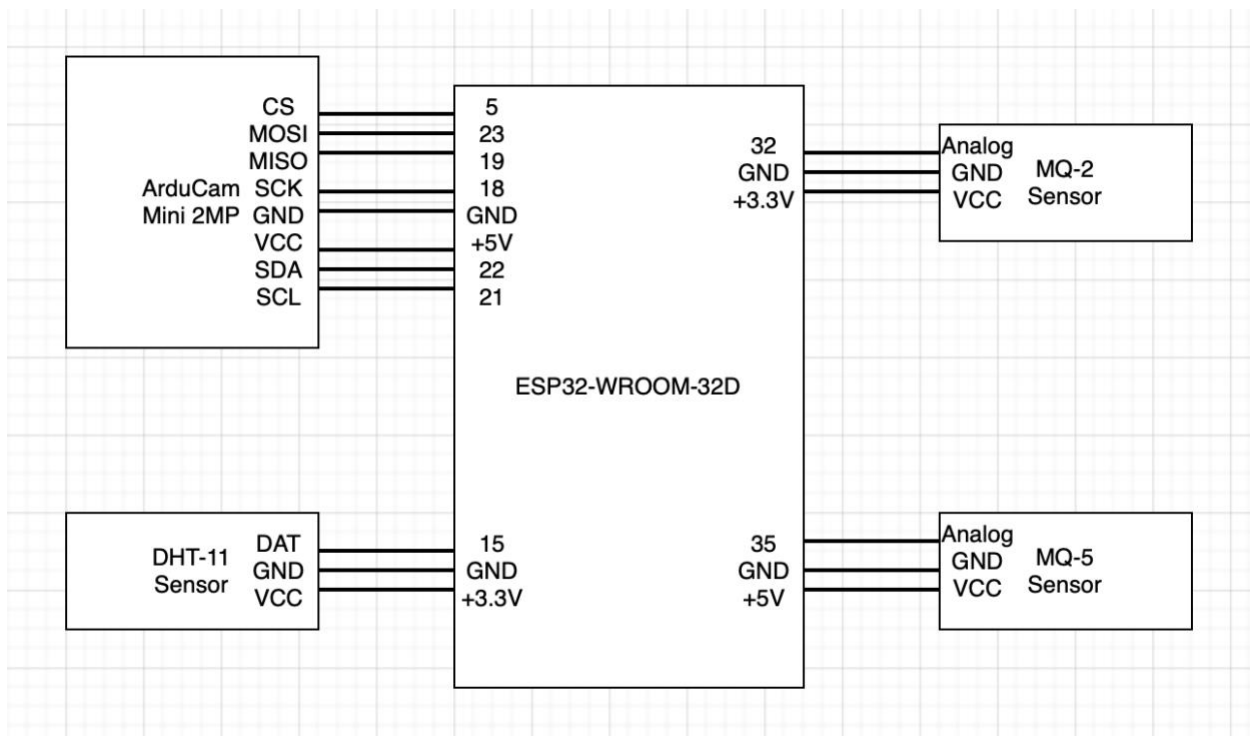 CS
MOSI
MISO
ArduCam SCK
Mini 2MP GND
VCC
SDA
SCL
5
23
19
18
GND
+5V
22
21
32
GND
+3.3V
Analog
GND
VCC
MQ-2
Sensor
ESP32-WROOM-32D
DHT-11
Sensor
DAT
GND
VCC
15
GND
+3.3V
35
GND
+5V
Analog
GND
VCC
MQ-5
Sensor